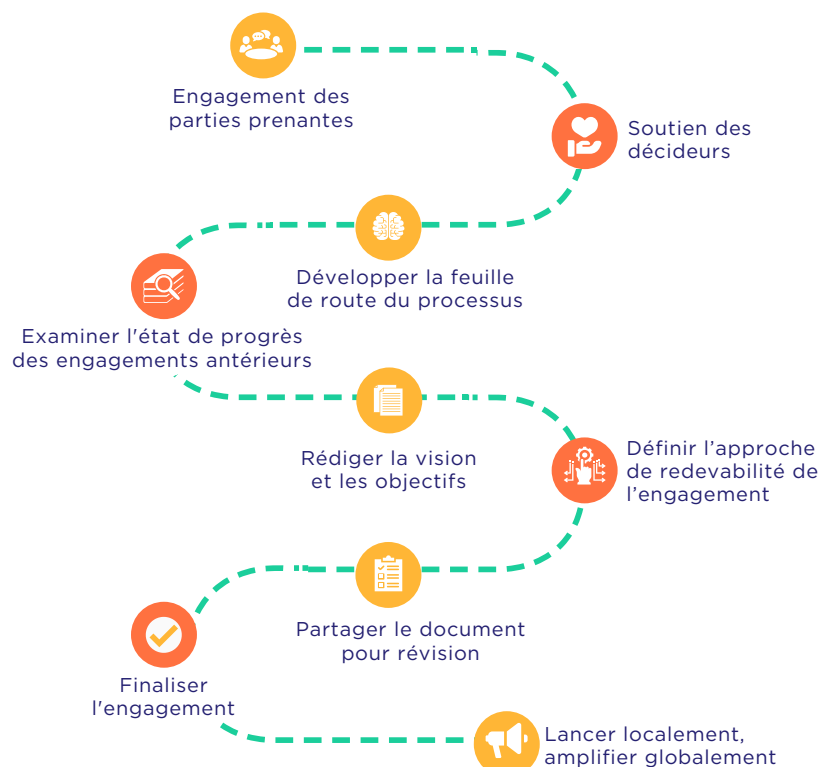 Engagement des
parties prenantes
Soutien des
décideurs
Développer la feuille
de route du processus
Examiner l'état de progrès
des engagements antérieurs
Rédiger la vision
et les objectifs
Définir l’approche
de redevabilité de
l’engagement
Partager le document
pour révision
Finaliser
l'engagement
Lancer localement,
amplifier globalement